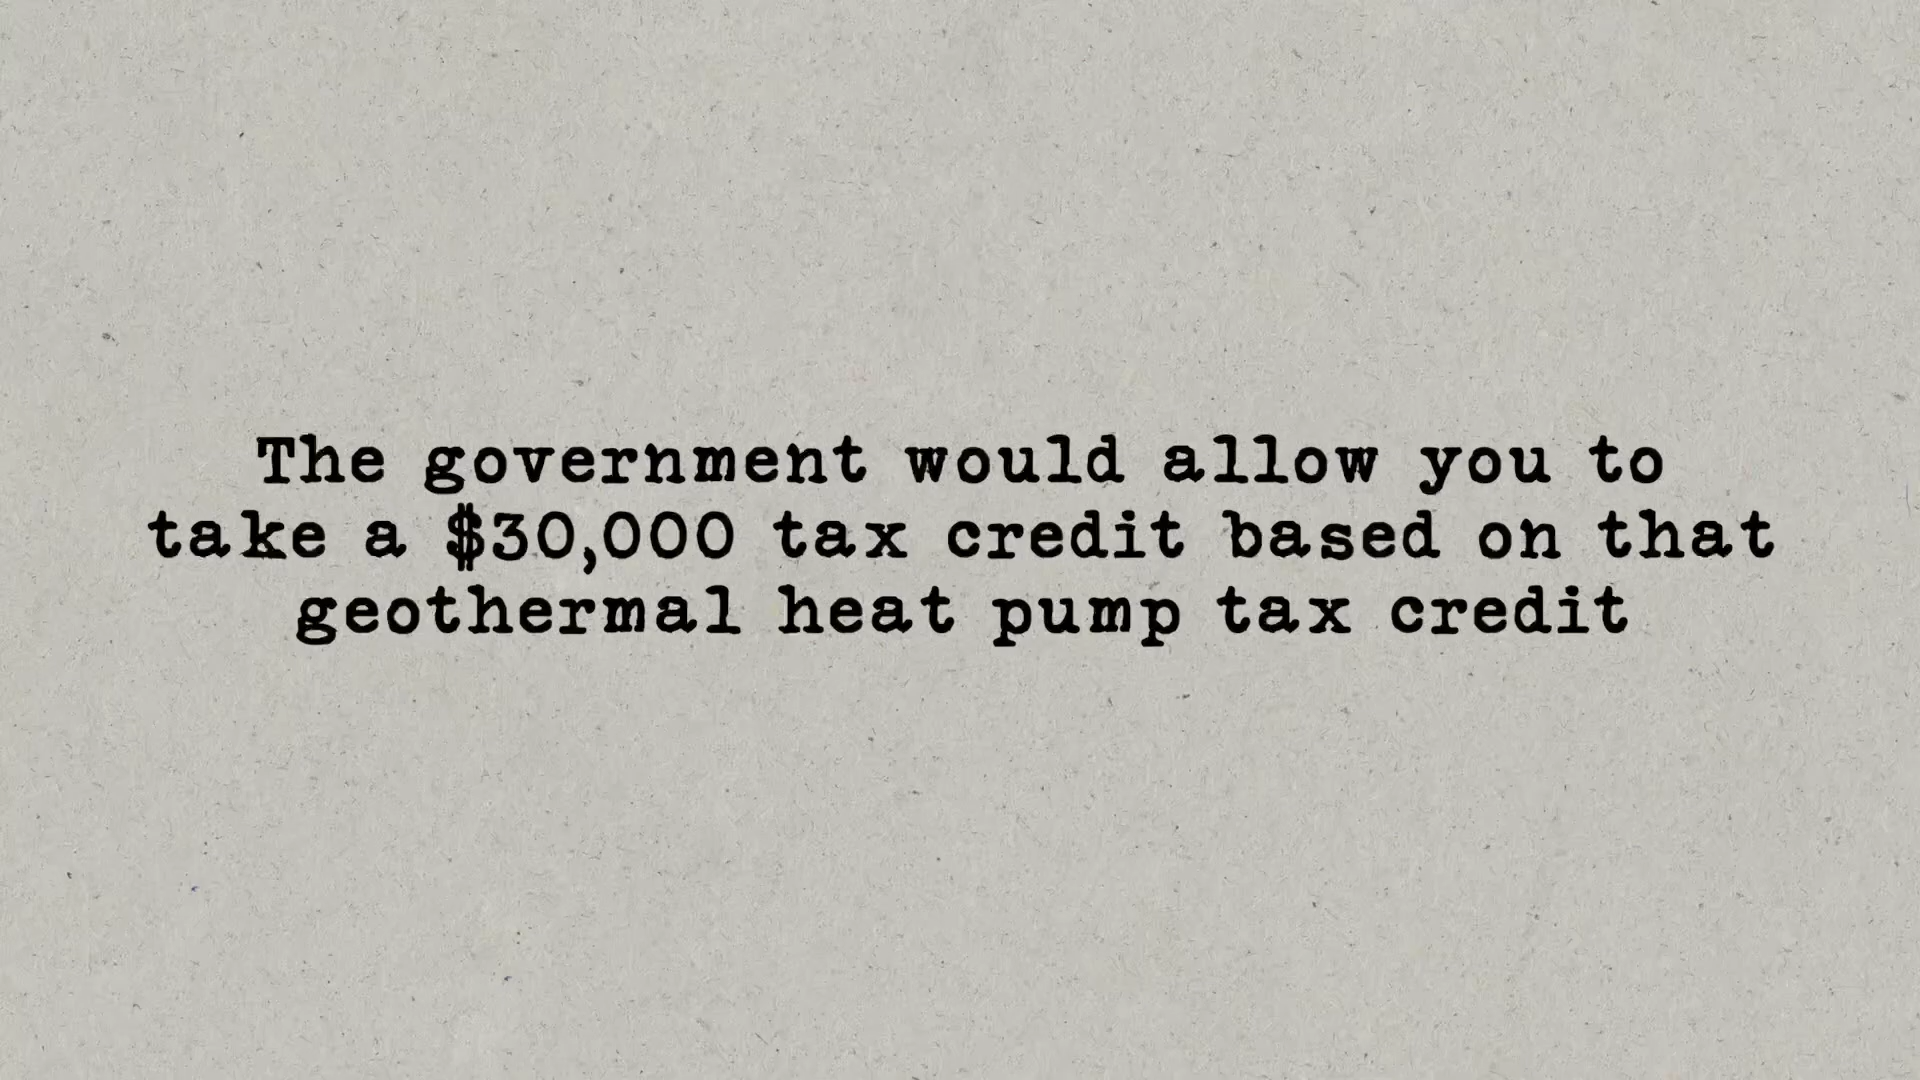 The government would allow you to
take a $30,000 tax credit based on that
geothermal heat pump tax credit